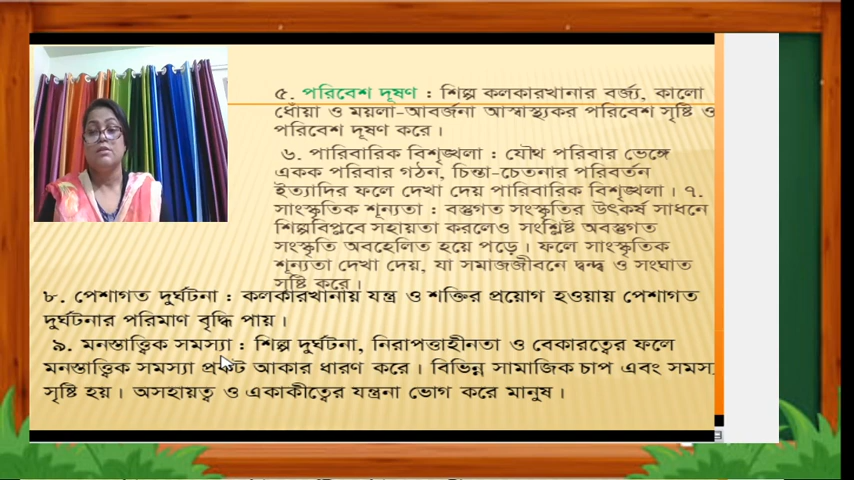 ৫. পরিবেশ দূষণ : শিল্প কলকারখানার বর্জ্য, কালো
ধোঁয়া ও ময়লা-আবর্জনা অস্বাস্থ্যকর পরিবেশ সৃষ্টি ও
পরিবেশ দূষণ করে।
৬. পারিবারিক বিশৃঙ্খলা : যৌথ পরিবার ভেঙ্গে
একক পরিবার গঠন, চিন্তা-চেতনার পরিবর্তন
ইত্যাদির ফলে দেখা দেয় পারিবারিক বিশৃঙ্খলা। ৭.
সাংস্কৃতিক শূন্যতা : বস্তুগত সংস্কৃতির উৎকর্ষ সাধনে
শিল্পবিপ্লবে সহায়তা করলেও সংশ্লিষ্ট অবস্তুগত
সংস্কৃতি অবহেলিত হয়ে পড়ে। ফলে সাংস্কৃতিক
শূন্যতা দেখা দেয়, যা সমাজজীবনে দ্বন্দ্ব ও সংঘাত
সৃষ্টি করে।
৮. পেশাগত দুর্ঘটনা : কলকারখানায় যন্ত্র ও শক্তির প্রয়োগ হওয়ায় পেশাগত
দুর্ঘটনার পরিমাণ বৃদ্ধি পায়।
৯. মনস্তাত্ত্বিক সমস্যা : শিল্প দুর্ঘটনা, নিরাপত্তাহীনতা ও বেকারত্বের ফলে
মনস্তাত্ত্বিক সমস্যা প্রকট আকার ধারণ করে। বিভিন্ন সামাজিক চাপ এবং
সৃষ্টি হয়। অসহায়ত্ব ও একাকীত্বের যন্ত্রনা ভোগ করে মানুষ।